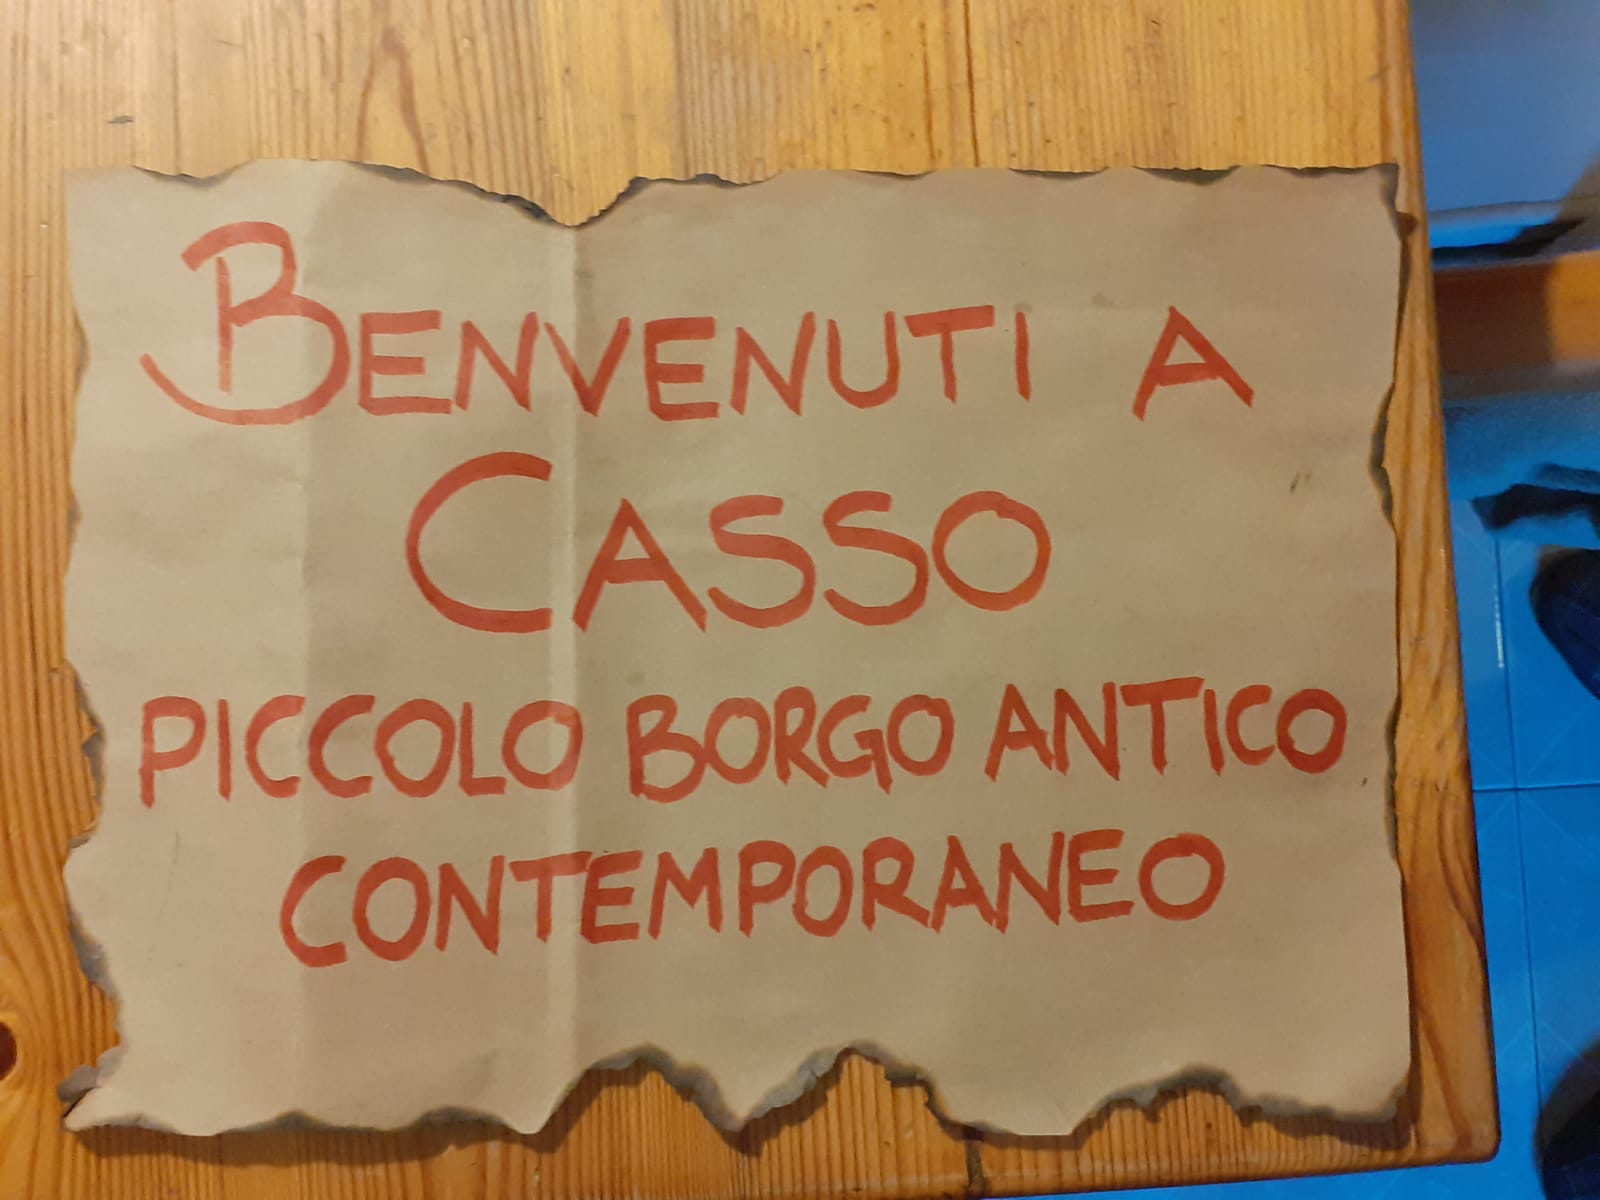 BENVENUTI A
CASSO
PICCOLO BORGO ANTICO
CONTEMPORANEO